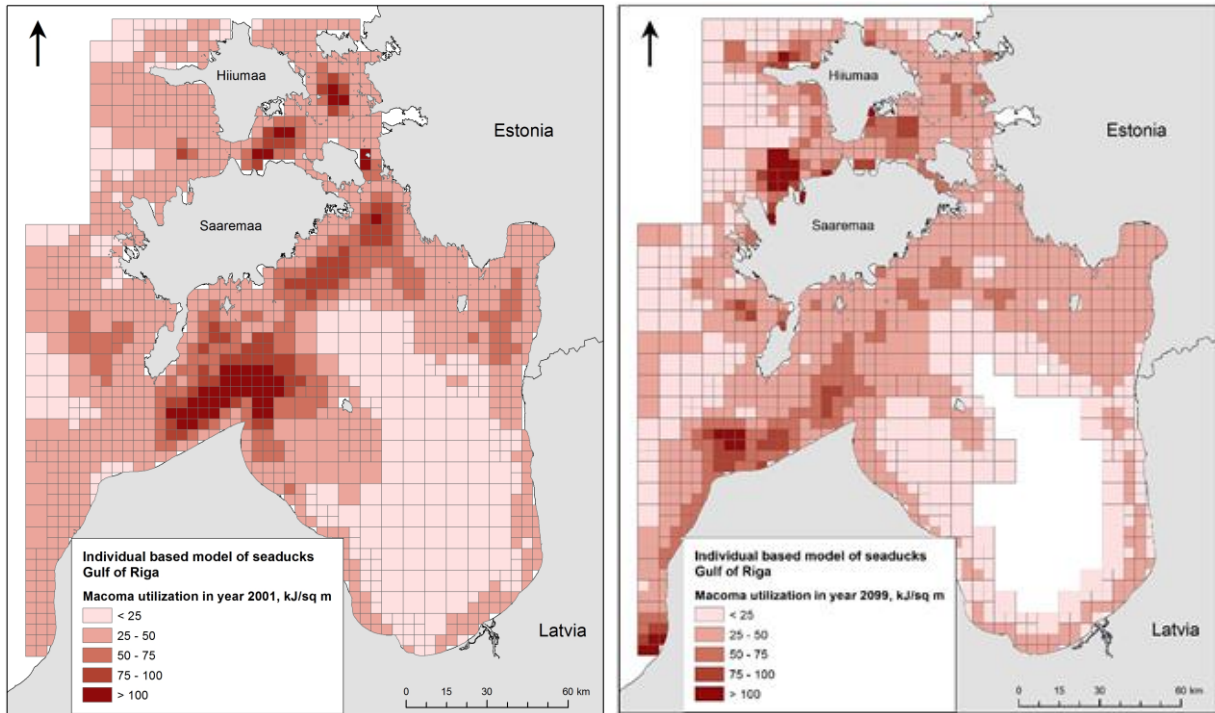 Hiiumaa
Estonia
Saaremaa
Individual based model of seaducks
Gulf of Riga
Macoma utilization in year 2001, kJ/sq m
< 25
25 - 50
50 - 75
75 - 100
> 100
Latvia
0 15 30 60 km
Hiiumaa
Estonia
Saaremaa
Individual based model of seaducks
Gulf of Riga
Macoma utilization in year 2099, kJ/sq m
< 25
25 - 50
50 - 75
75 - 100
> 100
Latvia
0 15 30 60 km